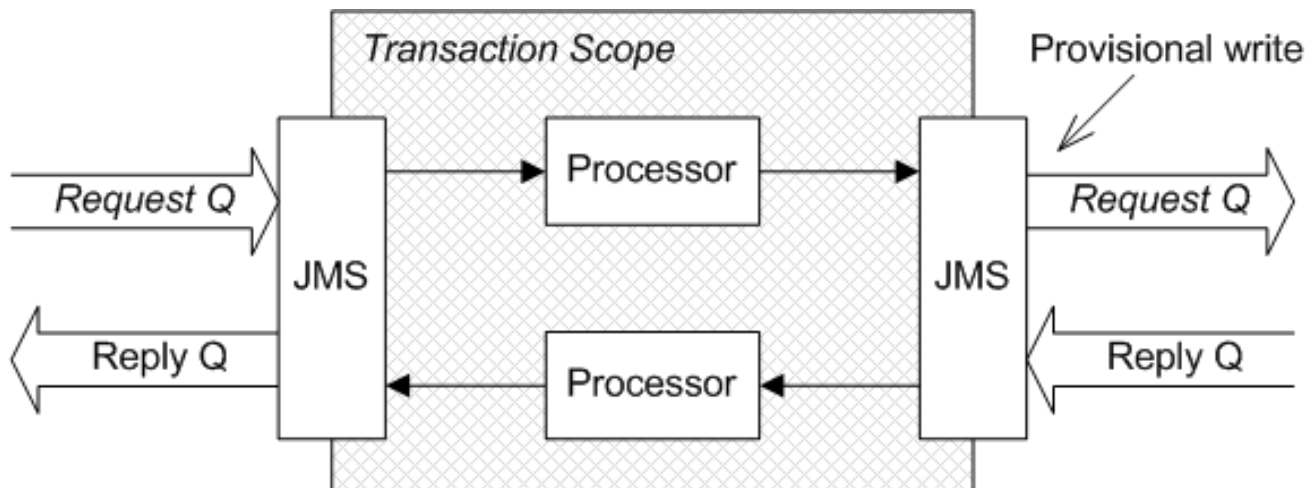 Transaction Scope
Provisional write
Processor
Request Q
Request Q
JMS
JMS
Reply Q
Reply Q
Processor